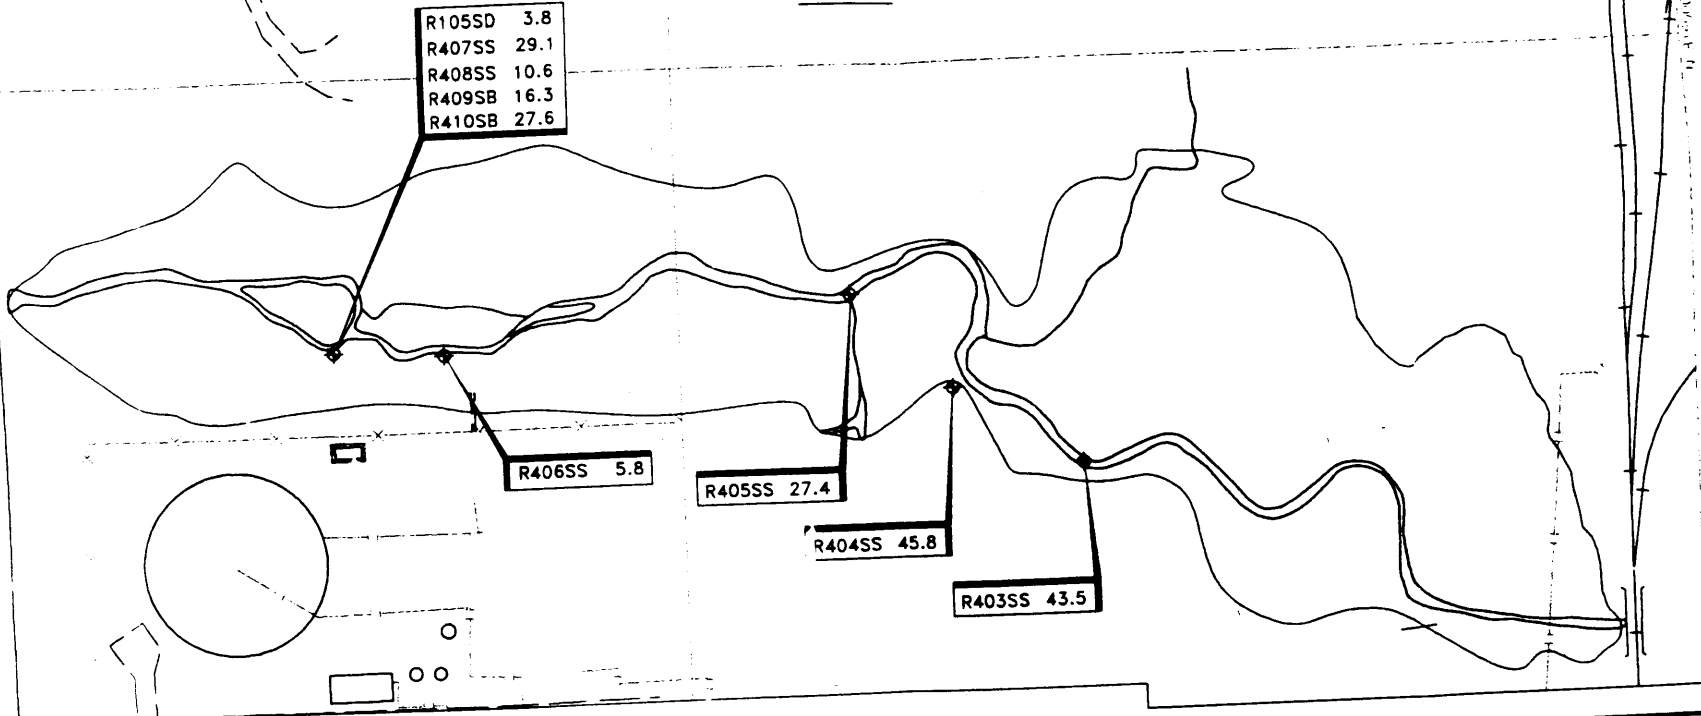 R105SD 3.8
R407SS 29.1
R408SS 10.6
R409SB 16.3
R410SB 27.6
R406SS 5.8
R405SS 27.4
R404SS 45.8
R403SS 43.5